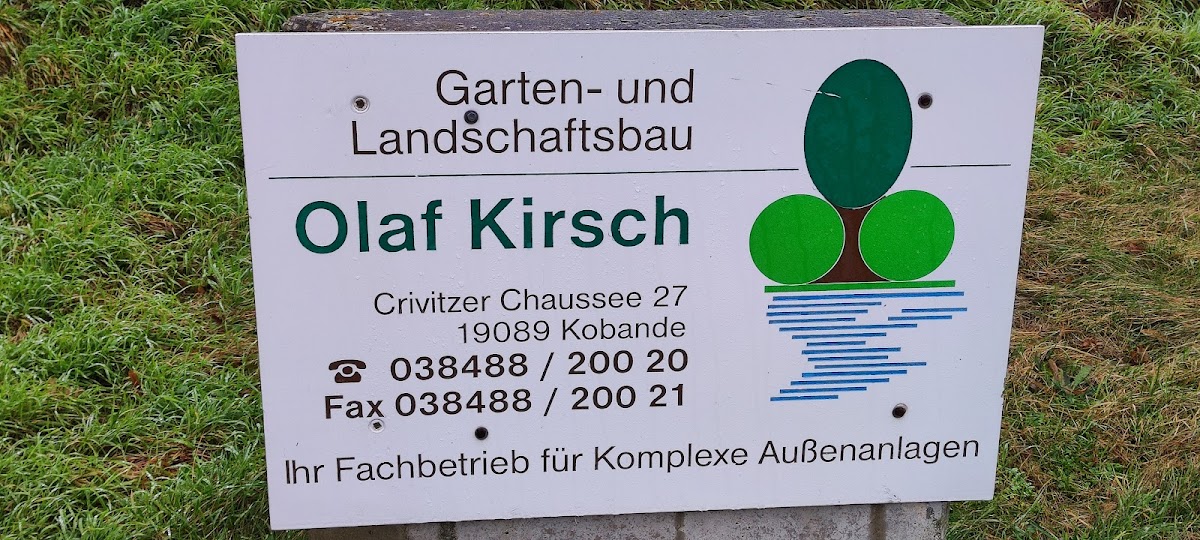 Garten- und
Landschaftsbau
Olaf Kirsch
Crivitzer Chaussee 27
19089 Kobande
038488 / 200 20
Fax 038488 / 200 21
Ihr Fachbetrieb für Komplexe Außenanlagen